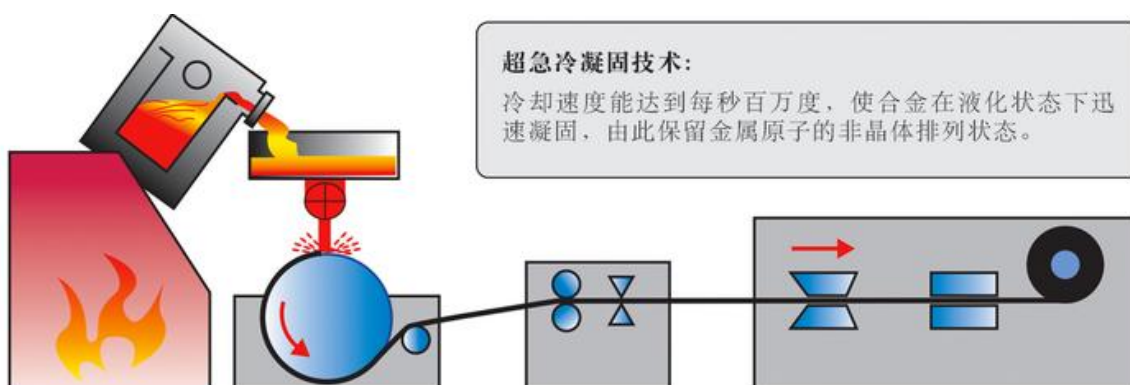 超急冷凝固技术:
冷却速度能达到每秒百万度，使合金在液化状态下迅
速凝固，由此保留金属原子的非晶体排列状态。